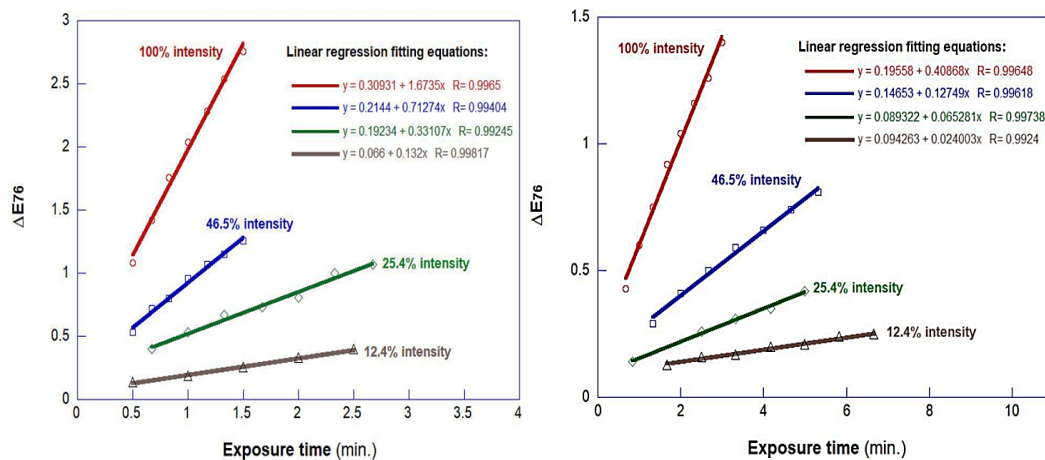 3
2.5
2
1.5
1
0.5
0
0.5
1
1.5
2
2.5
3
3.5
4
ΔE76
Exposure time (min.)
100% intensity
46.5% intensity
25.4% intensity
12.4% intensity
Linear regression fitting equations:
y = 0.30931 + 1.6735x R= 0.9965
y = 0.2144 + 0.71274x R= 0.99404
y = 0.19234 + 0.33107x R= 0.99245
y = 0.066 + 0.132x R= 0.99817
1.5
1
0.5
0
0
2
4
6
8
10
ΔE76
Exposure time (min.)
100% intensity
46.5% intensity
25.4% intensity
12.4% intensity
Linear regression fitting equations:
y = 0.19558 + 0.40868x R= 0.99648
y = 0.14653 + 0.12749x R= 0.99618
y = 0.089322 + 0.065281x R= 0.99738
y = 0.094263 + 0.024003x R= 0.9924